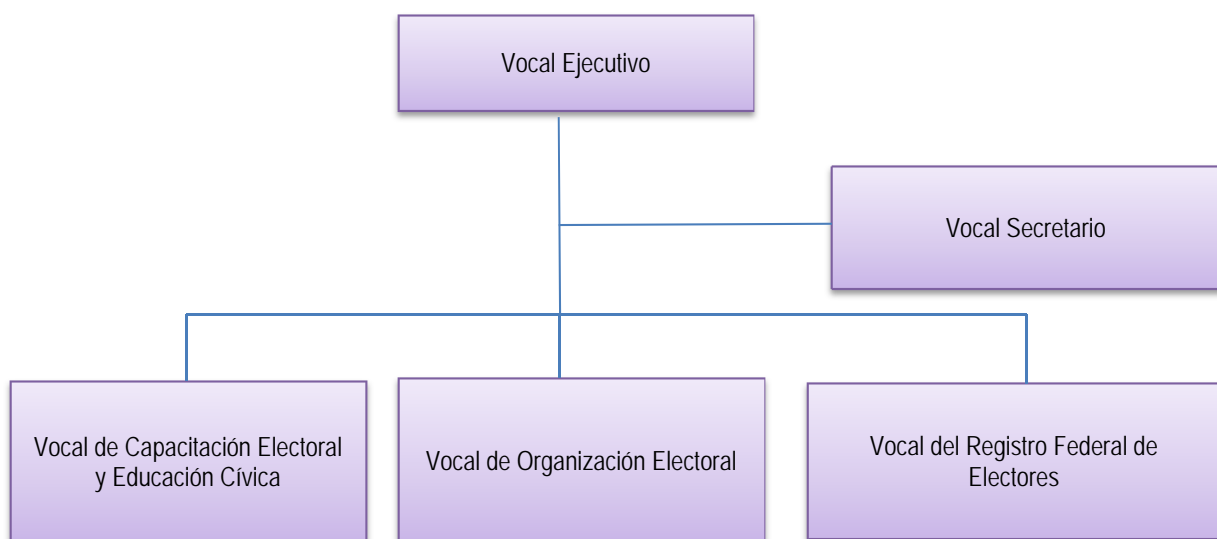 Vocal Ejecutivo
Vocal Secretario
Vocal de Capacitación Electoral
y Educación Cívica
Vocal de Organización Electoral
Vocal del Registro Federal de
Electores